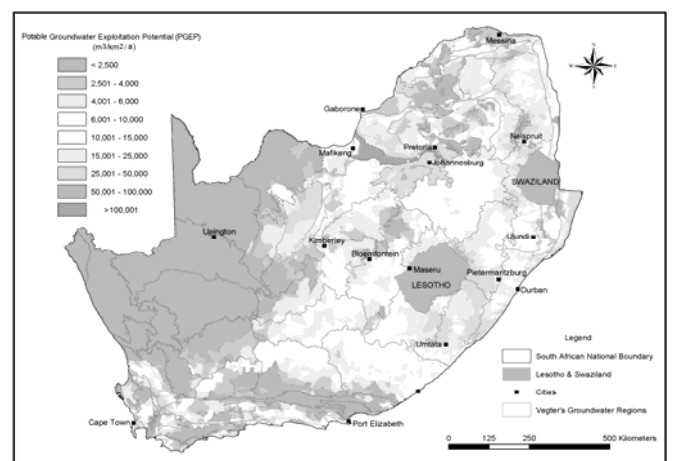 Potable Groundwater Exploitation Potential (PGEP)
(m3/km2/a)
< 2,500
2,501 - 4,000
4,001 - 6,000
6,001 - 10,000
10,001 - 15,000
15,001 - 25,000
25,001 - 50,000
50,001 - 100,000
>100,001
Messina
N
W
E
S
Gaborone
Mafikeng
Pretoria
Johannesburg
Nelspruit
SWAZILAND
Upington
Kimberley
Bloemfontein
Maseru
LESOTHO
Ulundi
Pietermaritzburg
Durban
Umtata
Cape Town
Port Elizabeth
Legend
South African National Boundary
Lesotho & Swaziland
Cities
Vegter's Groundwater Regions
0 125 250 500 Kilometers